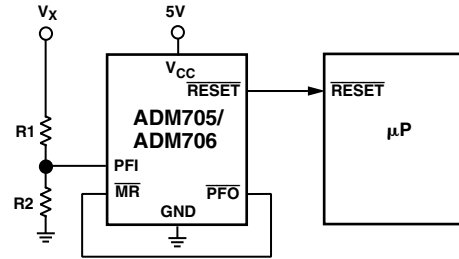 Vx
5V
VCC
RESET
RESET
R1
ADM705/
ADM706
μP
PFI
R2
MR
PFO
GND